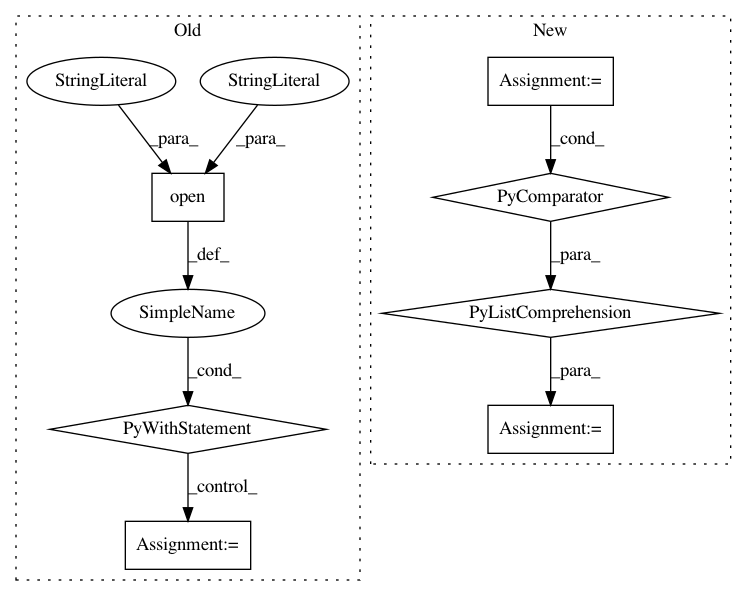 Old
New
StringLiteral
StringLiteral
Assignment:=
_para_
_para_
_cond_
open
PyComparator
_def_
_para_
SimpleName
PyListComprehension
_cond_
_para_
PyWithStatement
Assignment:=
_control_
Assignment:=